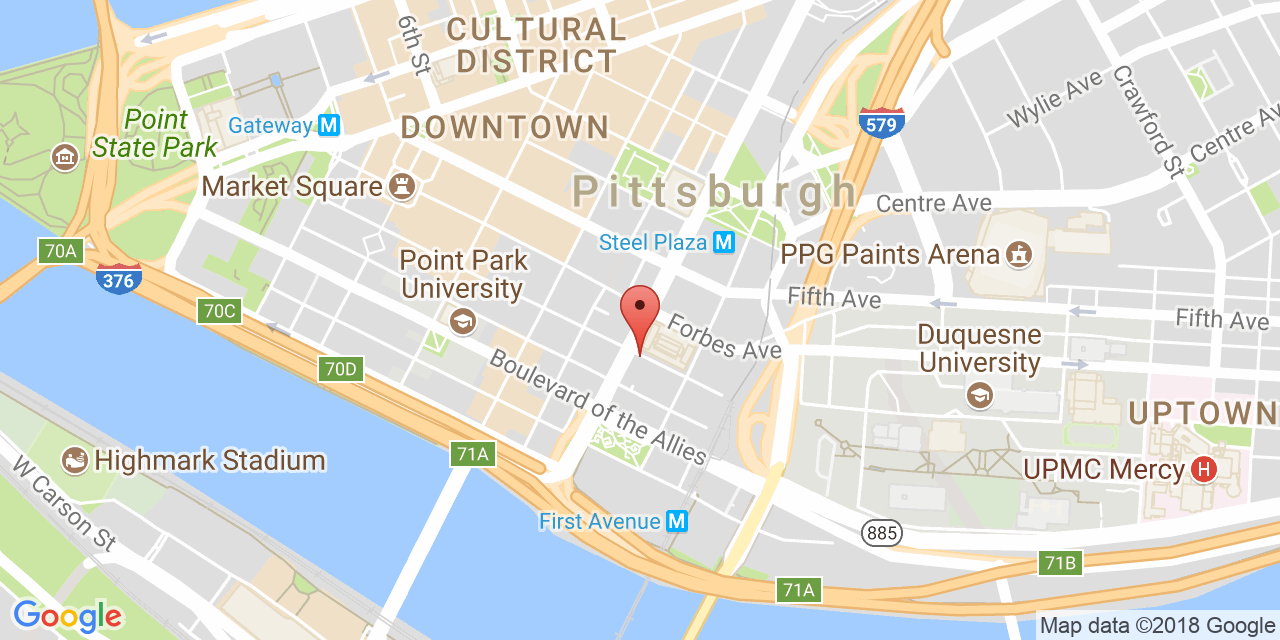 CULTURAL
DISTRICT
6th St
579
Wylie Ave
Crawford St
Centre Ave
Point
State Park
Gateway M
DOWNTOWN
Market Square
Pittsburgh
Centre Ave
70A
376
Steel Plaza M
PPG Paints Arena
Point Park
University
70C
Fifth Ave
Fifth Ave
Forbes Ave
Duquesne
University
70D
Boulevard of the Allies
UPTOWN
71A
Highmark Stadium
UPMC Mercy H
W Carson St
First Avenue M
885
71B
71A
Google
Map data ©2018 Google